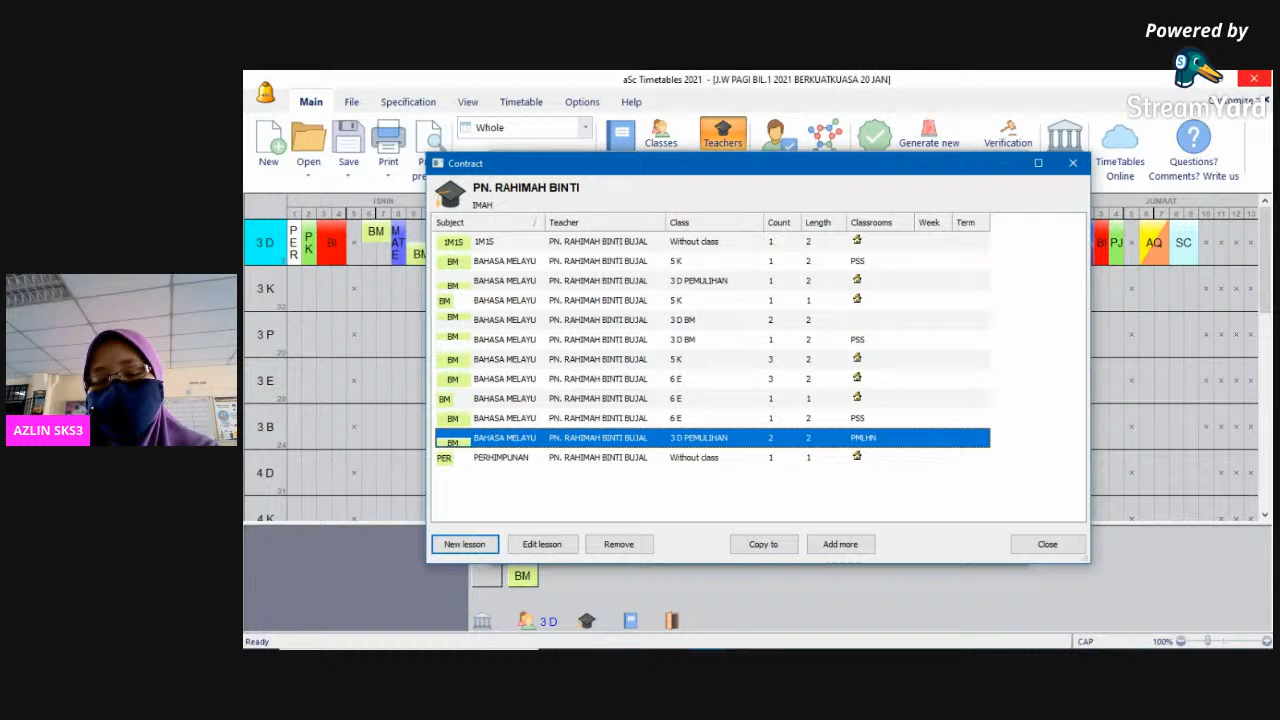 Powered by
StreamYard
aSc Timetables 2021 - [J.W PAGI BIL.1 2021 BERKUATKUASA 20 JAN]
Main File Specification View Timetable Options Help
Whole
New Open Save Print Classes Teachers Generate new Verification TimeTables Online Questions? Comments? Write us
Contract
PN. RAHIMAH BINTI
IMAH
ISNIN
JUMAAT
Subject Teacher Class Count Length Classrooms Week Term
1M1S 1M1S PN. RAHIMAH BINTI BUJAL Without class 1 2
BM BAHASA MELAYU PN. RAHIMAH BINTI BUJAL 5 K 1 2 PSS
BM BAHASA MELAYU PN. RAHIMAH BINTI BUJAL 3 D PEMULIHAN 1 2
BM BAHASA MELAYU PN. RAHIMAH BINTI BUJAL 5 K 1 1
BM BAHASA MELAYU PN. RAHIMAH BINTI BUJAL 3 D BM 2 2
BM BAHASA MELAYU PN. RAHIMAH BINTI BUJAL 3 D BM 1 2 PSS
BM BAHASA MELAYU PN. RAHIMAH BINTI BUJAL 5 K 3 2
BM BAHASA MELAYU PN. RAHIMAH BINTI BUJAL 6 E 3 2
BM BAHASA MELAYU PN. RAHIMAH BINTI BUJAL 6 E 1 1
BM BAHASA MELAYU PN. RAHIMAH BINTI BUJAL 6 E 1 2 PSS
BM BAHASA MELAYU PN. RAHIMAH BINTI BUJAL 3 D PEMULIHAN 2 2 PMLHN
PER PERHIMPUNAN PN. RAHIMAH BINTI BUJAL Without class 1 1
New lesson Edit lesson Remove Copy to Add more Close
3 D PER PK BI BM MATE BM
PJ AQ SC
3 K
3 P
3 E
3 B
4 D
4 K
AZLIN SKS3
BM
3 D
Ready CAP 100%